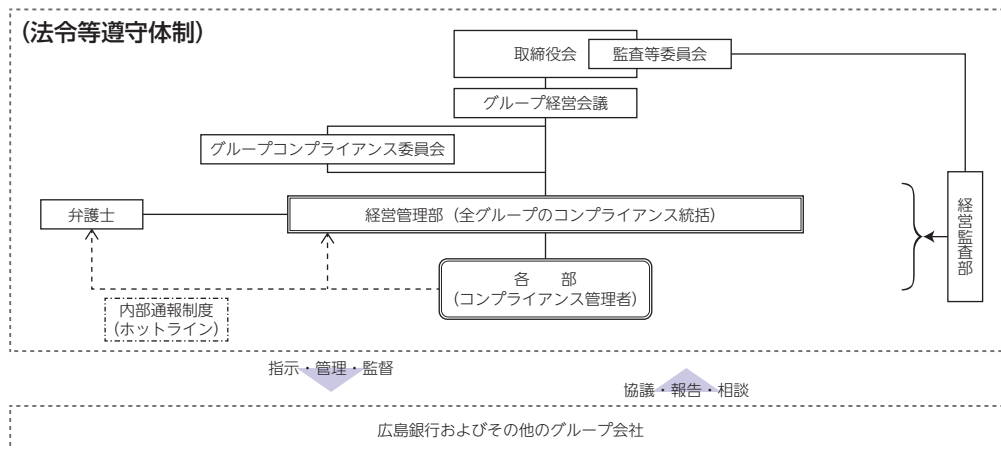 (法令等遵守体制)
取締役会
監査等委員会
グループ経営会議
グループコンプライアンス委員会
弁護士
経営管理部(全グループのコンプライアンス統括)
経営監査部
各　部
(コンプライアンス管理者)
内部通報制度
(ホットライン)
指示・管理・監督
協議・報告・相談
広島銀行およびその他のグループ会社